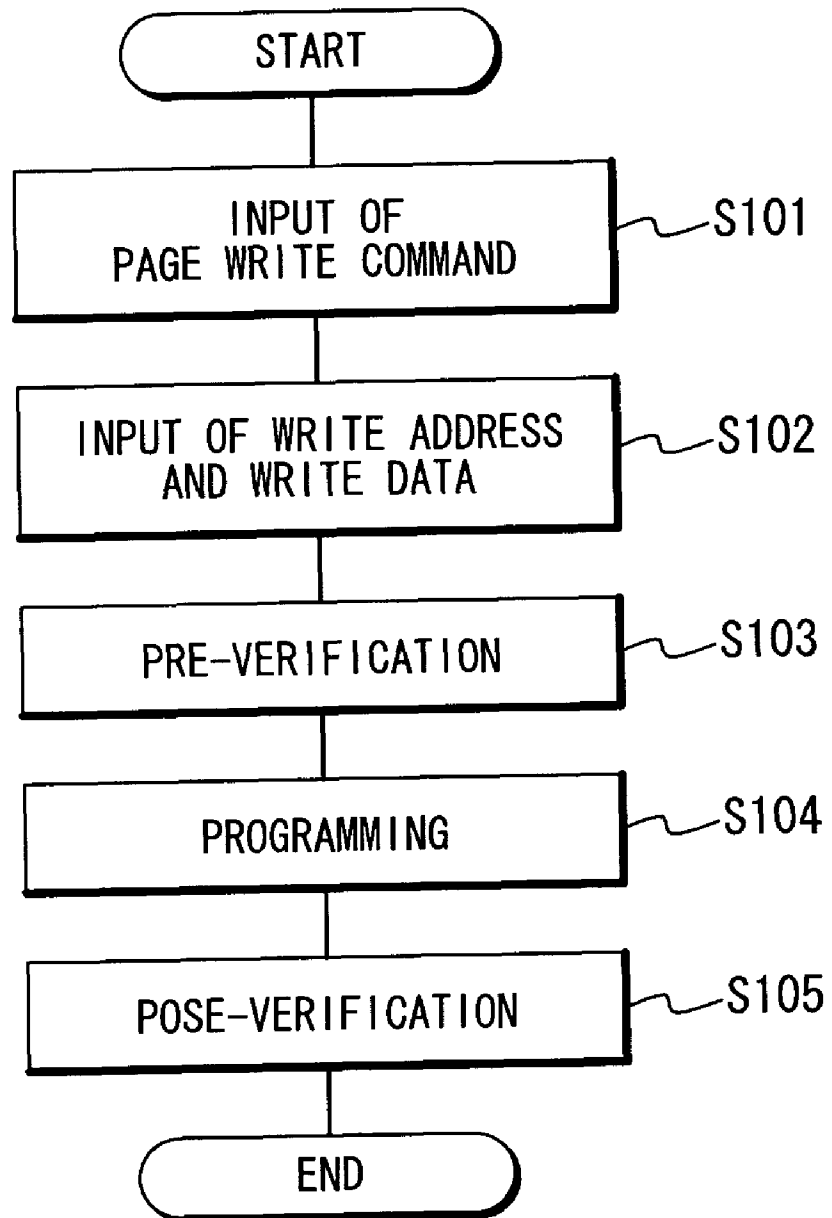 START
INPUT OF
PAGE WRITE COMMAND
S101
INPUT OF WRITE ADDRESS
AND WRITE DATA
S102
PRE-VERIFICATION
S103
PROGRAMMING
S104
POSE-VERIFICATION
S105
END